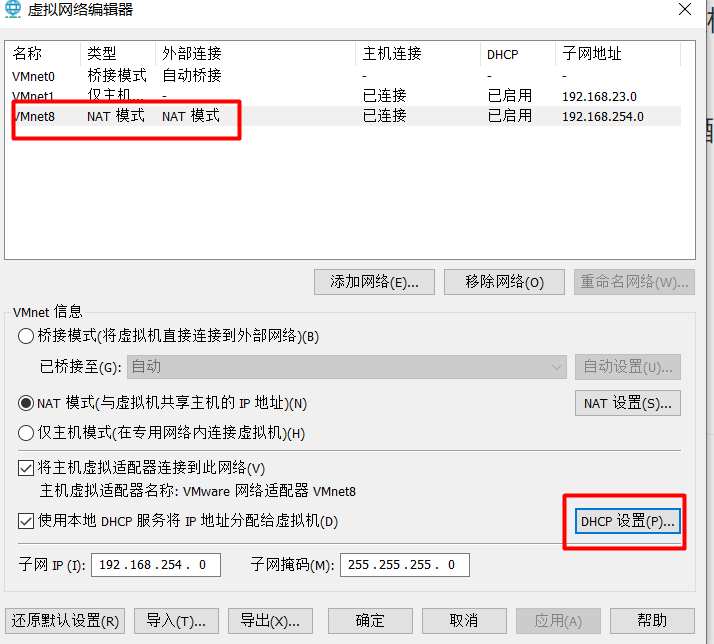 虚拟网络编辑器
名称 类型 外部连接 主机连接 DHCP 子网地址
VMnet0 桥接模式 自动桥接 - - -
VMnet1 仅主机... - 已连接 已启用 192.168.23.0
VMnet8 NAT 模式 NAT 模式 已连接 已启用 192.168.254.0
添加网络(E)... 移除网络(O) 重命名网络(W)...
VMnet 信息
桥接模式(将虚拟机直接连接到外部网络)(B)
已桥接至(G): 自动 自动设置(U)...
NAT 模式(与虚拟机共享主机的 IP 地址)(N) NAT 设置(S)...
仅主机模式(在专用网络内连接虚拟机)(H)
将主机虚拟适配器连接到此网络(V)
主机虚拟适配器名称: VMware 网络适配器 VMnet8
使用本地 DHCP 服务将 IP 地址分配给虚拟机(D) DHCP 设置(P)...
子网 IP (I): 192.168.254. 0 子网掩码(M): 255.255.255. 0
还原默认设置(R) 导入(T)... 导出(X)... 确定 取消 应用(A) 帮助